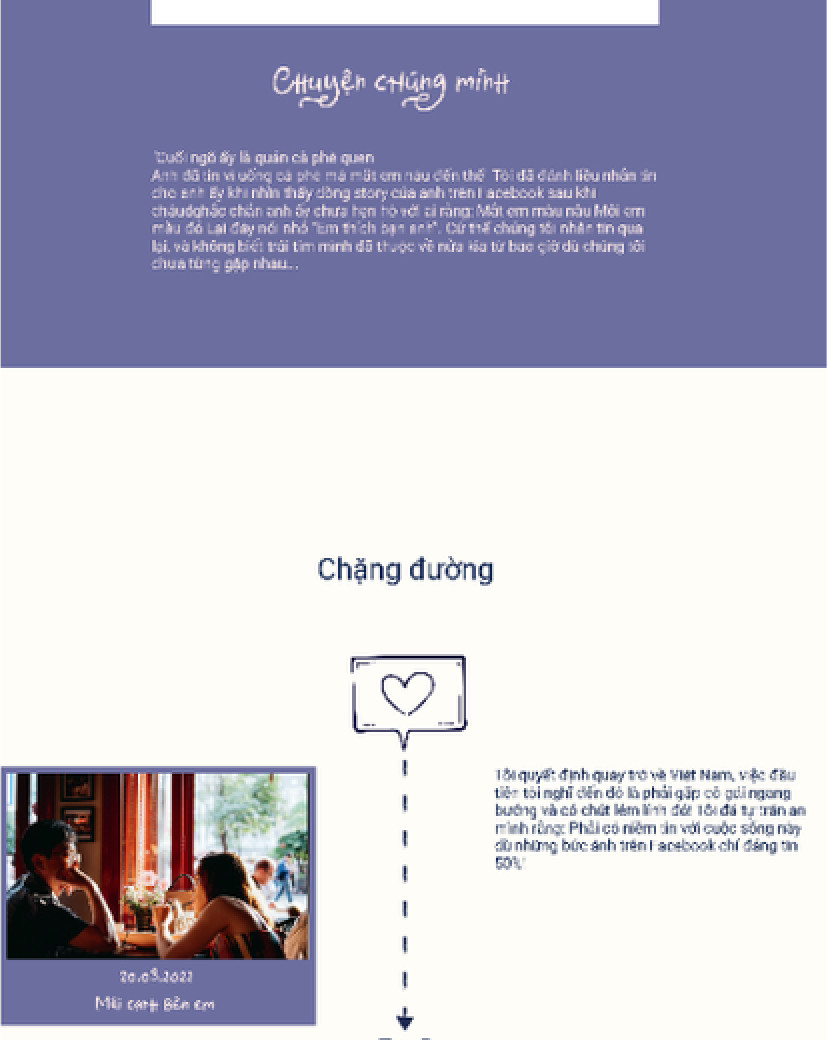 Chuyện chúng mình
"Cuối ngõ ấy là quán cà phê quen
Anh đã tin vì uống cà phê mà mắt em nâu đến thế" Tôi đã đánh liều nhắn tin
cho anh ấy khi nhìn thấy dòng story của anh trên Facebook sau khi
chắn anh ấy chưa hẹn hò với ai rằng: Mắt em màu nâu Môi em
màu đỏ Lại đây nói nhỏ "Em thích bạn anh". Cứ thế chúng tôi nhắn tin qua
lại, và không biết trái tim mình đã thuộc về nửa kia từ bao giờ dù chúng tôi
chưa từng gặp nhau...
Chặng đường
Tôi quyết định quay trở về Việt Nam, việc đầu
tiên tôi nghĩ đến đó là phải gặp cô gái ngang
bướng và có chút lém lỉnh đó! Tôi đã tự trấn an
mình rằng: Phải có niềm tin với cuộc sống này
dù những bức ảnh trên Facebook chỉ đáng tin
50%'
20.03.2022
Mãi cạnh Bên em